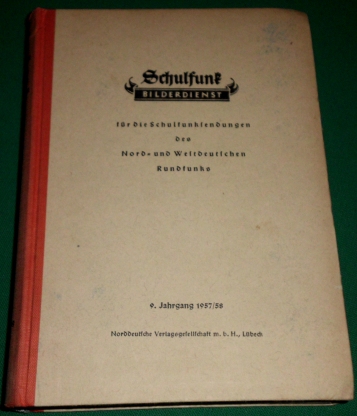 Schulfunk
BILDERDIENST
für die Schulfunksendungen
des
Nord- und Westdeutschen
Rundfunks
9. Jahrgang 1957/58
Norddeutsche Verlagsgesellschaft m. b. H., Lübeck